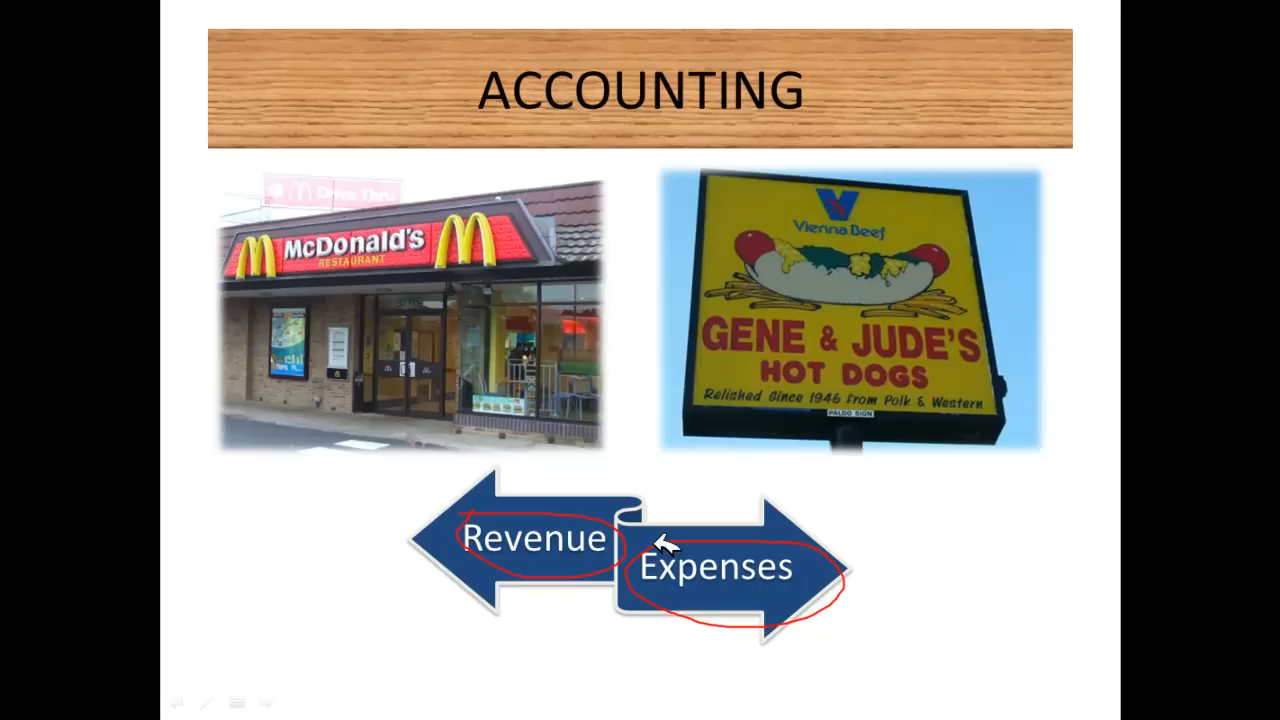 ACCOUNTING
Drive Thru
McDonald's
RESTAURANT
Vienna Beef
GENE & JUDE'S
HOT DOGS
Relished Since 1946 from Polk & Western
PALDO SIGN
Revenue
Expenses